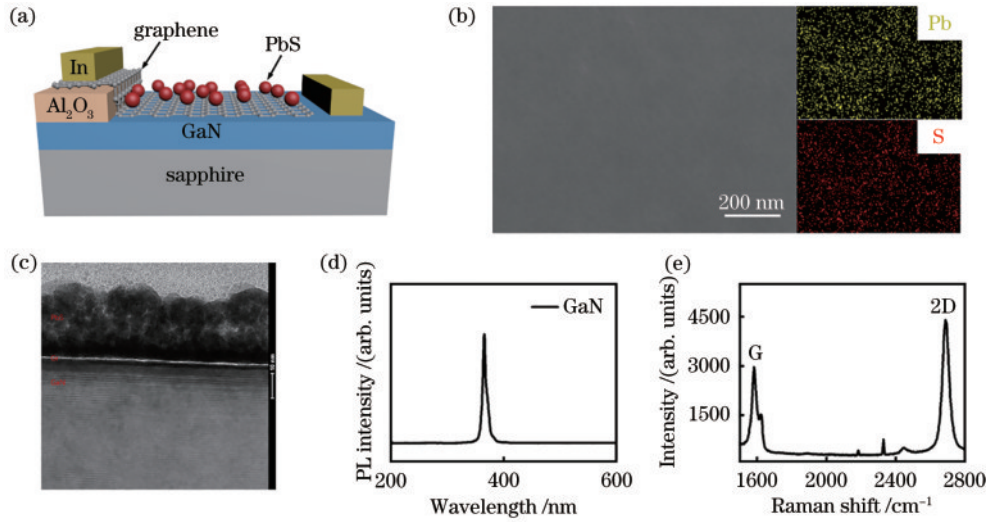 (a)
graphene
PbS
In
Al₂O₃
GaN
sapphire
(b)
Pb
S
200 nm
(c)
(d)
GaN
PL intensity /(arb. units)
200 400 600
Wavelength /nm
(e)
G
2D
Intensity /(arb. units)
4500
3000
1500
1600 2000 2400 2800
Raman shift /cm⁻¹